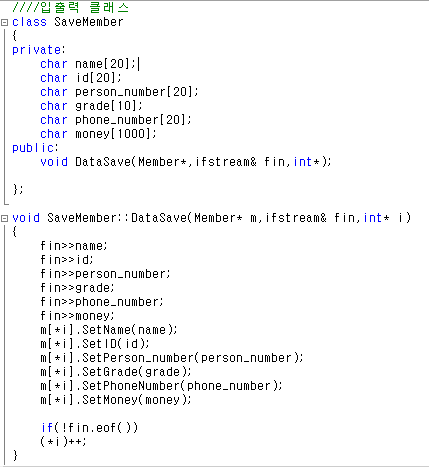 ////입출력 클래스
class SaveMember
{
private:
char name[20];
char id[20];
char person_number[20];
char grade[10];
char phone_number[20];
char money[1000];
public:
void DataSave(Member*,ifstream& fin,int*);
};
void SaveMember::DataSave(Member* m,ifstream& fin,int* i)
{
fin>>name;
fin>>id;
fin>>person_number;
fin>>grade;
fin>>phone_number;
fin>>money;
m[*i].SetName(name);
m[*i].SetID(id);
m[*i].SetPerson_number(person_number);
m[*i].SetGrade(grade);
m[*i].SetPhoneNumber(phone_number);
m[*i].SetMoney(money);
if(!fin.eof())
(*i)++;
}